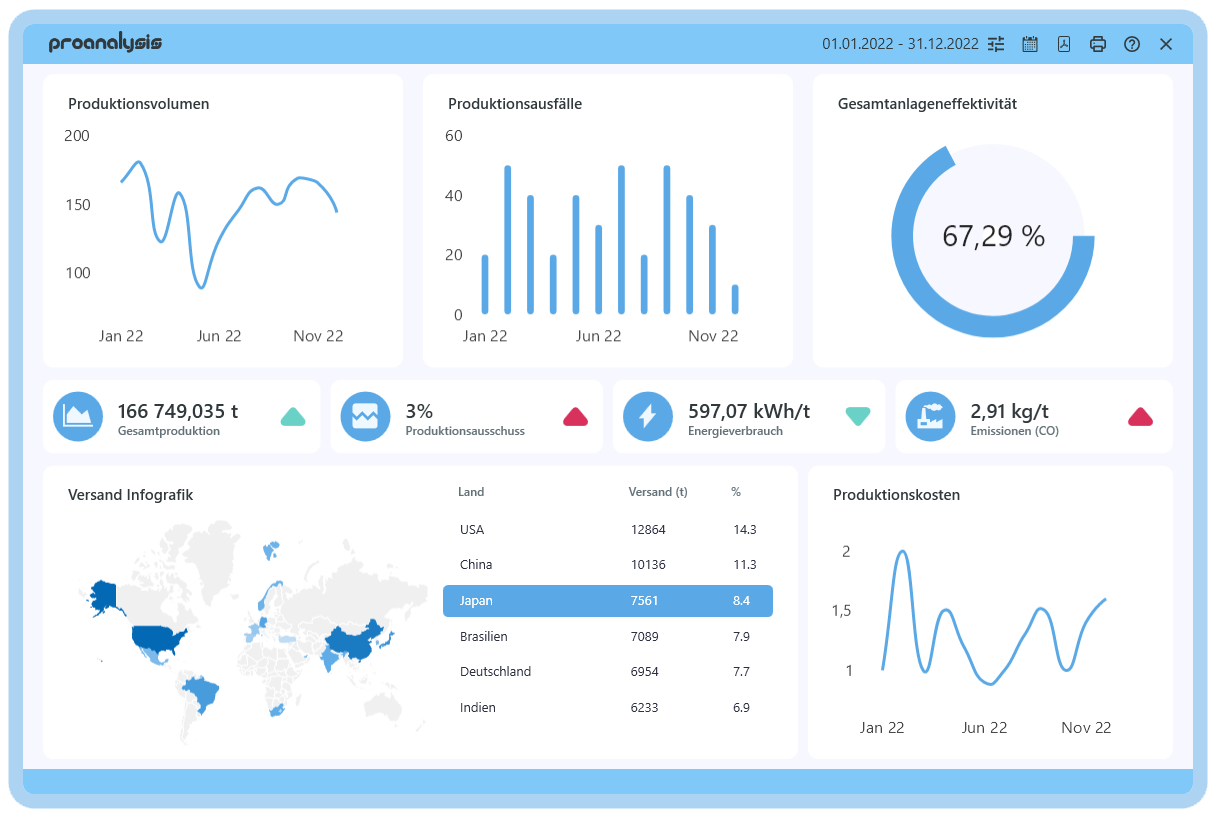 proanalysis
01.01.2022 - 31.12.2022
Produktionsvolumen
200
150
100
Jan 22 Jun 22 Nov 22
Produktionsausfälle
60
40
20
0
Jan 22 Jun 22 Nov 22
Gesamtanlageneffektivität
67,29 %
166 749,035 t
Gesamtproduktion
3%
Produktionsausschuss
597,07 kWh/t
Energieverbrauch
2,91 kg/t
Emissionen (CO)
Versand Infografik
Land Versand (t) %
USA 12864 14.3
China 10136 11.3
Japan 7561 8.4
Brasilien 7089 7.9
Deutschland 6954 7.7
Indien 6233 6.9
Produktionskosten
2
1,5
1
Jan 22 Jun 22 Nov 22